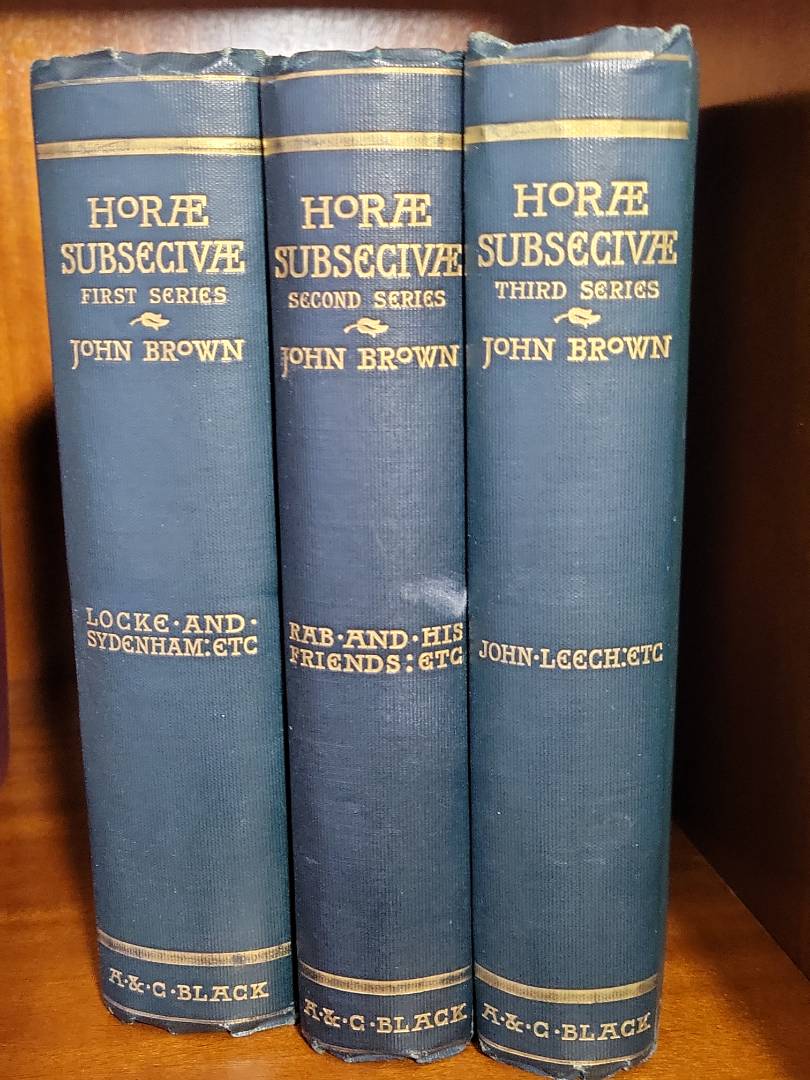 HORÆ
SUBSECIVÆ
FIRST SERIES
JOHN BROWN
LOCKE·AND·
SYDENHAM:ETC
A·&·C·BLACK
HORÆ
SUBSECIVÆ
SECOND SERIES
JOHN BROWN
RAB·AND·HIS
FRIENDS:ETC
A·&·C·BLACK
HORÆ
SUBSECIVÆ
THIRD SERIES
JOHN BROWN
JOHN·LEECH:ETC
A·&·C·BLACK